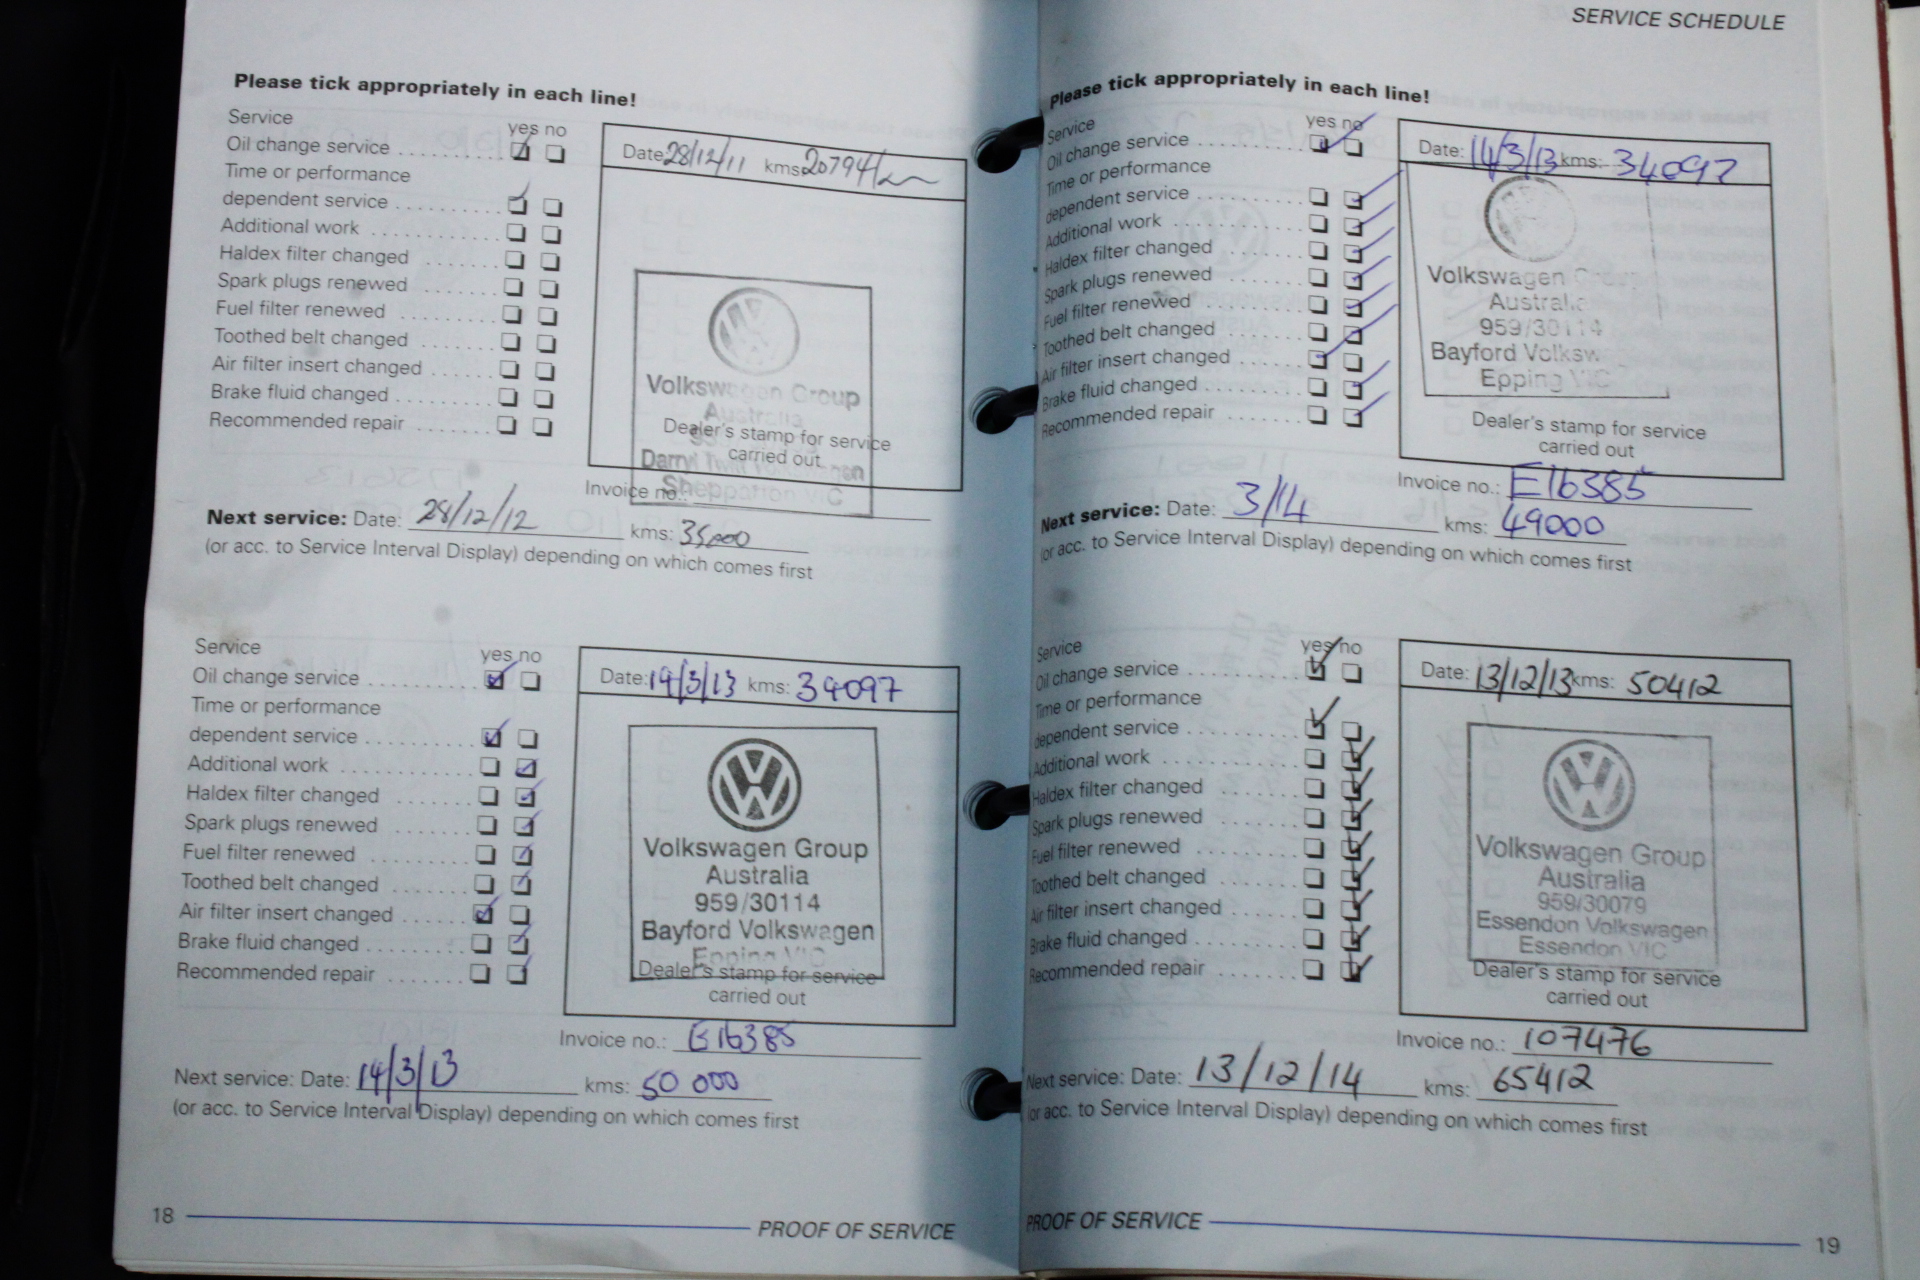 Please tick appropriately in each line!
Service yes no
Oil change service
Time or performance
dependent service
Additional work
Haldex filter changed
Spark plugs renewed
Fuel filter renewed
Toothed belt changed
Air filter insert changed
Brake fluid changed
Recommended repair
Date: 28/12/11 kms: 20794
Volkswagen Group
Australia
Dealer's stamp for service
carried out
Sheppatton VIC
Invoice no.:
Next service: Date: 28/12/12 kms: 35000
(or acc. to Service Interval Display) depending on which comes first
Service yes no
Oil change service
Time or performance
dependent service
Additional work
Haldex filter changed
Spark plugs renewed
Fuel filter renewed
Toothed belt changed
Air filter insert changed
Brake fluid changed
Recommended repair
Date: 14/3/13 kms: 34097
Volkswagen Group
Australia
959/30114
Bayford Volkswagen
Epping VIC
Dealer's stamp for service
carried out
Invoice no.: E16385
Next service: Date: 14/3/13 kms: 50 000
(or acc. to Service Interval Display) depending on which comes first
18 PROOF OF SERVICE
SERVICE SCHEDULE
Please tick appropriately in each line!
Service yes no
Oil change service
Time or performance
dependent service
Additional work
Haldex filter changed
Spark plugs renewed
Fuel filter renewed
Toothed belt changed
Air filter insert changed
Brake fluid changed
Recommended repair
Date: 14/3/13 kms: 34097
Volkswagen Group
Australia
959/30114
Bayford Volksw
Epping VIC
Dealer's stamp for service
carried out
Invoice no.: E16385
Next service: Date: 3/14 kms: 49000
(or acc. to Service Interval Display) depending on which comes first
Service yes no
Oil change service
Time or performance
dependent service
Additional work
Haldex filter changed
Spark plugs renewed
Fuel filter renewed
Toothed belt changed
Air filter insert changed
Brake fluid changed
Recommended repair
Date: 13/12/13 kms: 50412
Volkswagen Group
Australia
959/30079
Essendon Volkswagen
Essendon VIC
Dealer's stamp for service
carried out
Invoice no.: 107476
Next service: Date: 13/12/14 kms: 65412
(or acc. to Service Interval Display) depending on which comes first
PROOF OF SERVICE 19